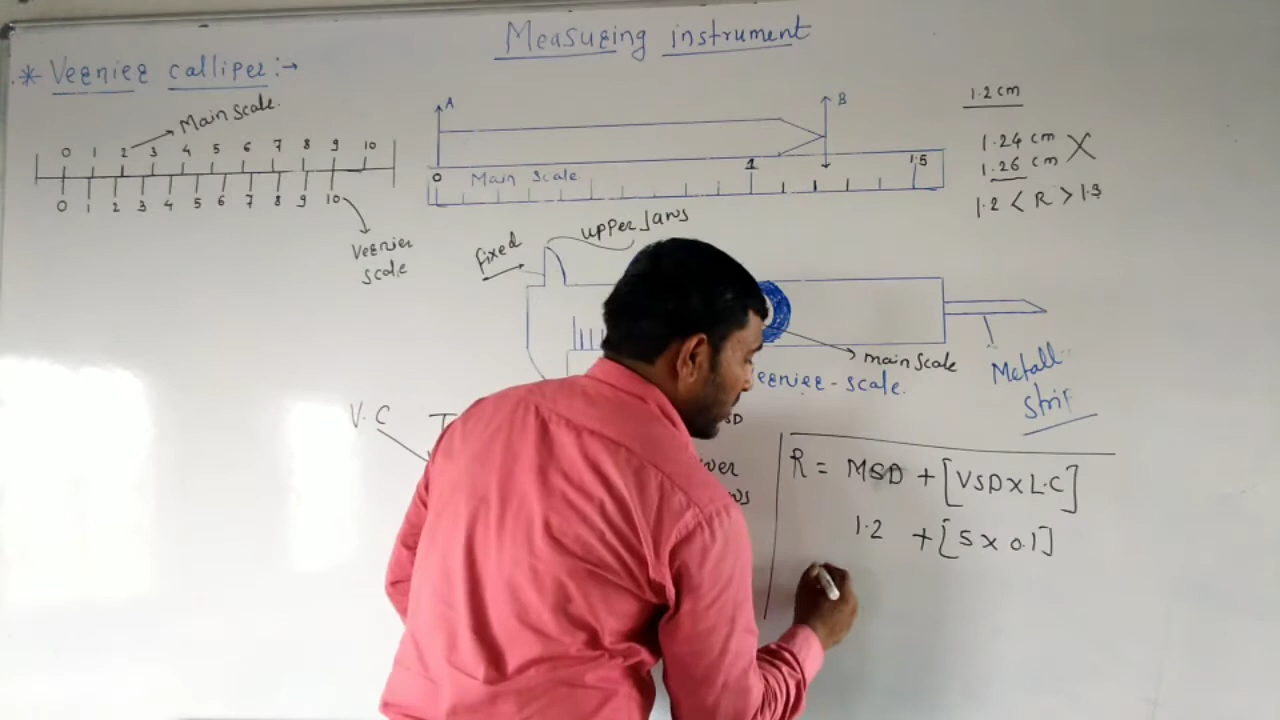 Measuring instrument
* Vernier calliper:→
Main scale.
0 1 2 3 4 5 6 7 8 9 10
0 1 2 3 4 5 6 7 8 9 10
Vernier
scale
A
B
0 Main Scale 1 1.5
1.2 cm
1.24 cm
1.26 cm
X
1.2 < R > 1.3
fixed
upper Jaws
main scale
ernier-scale.
Metall
Strip
V.C
R = MSD + [VSD X L.C]
1.2 + [5 x 0.1]